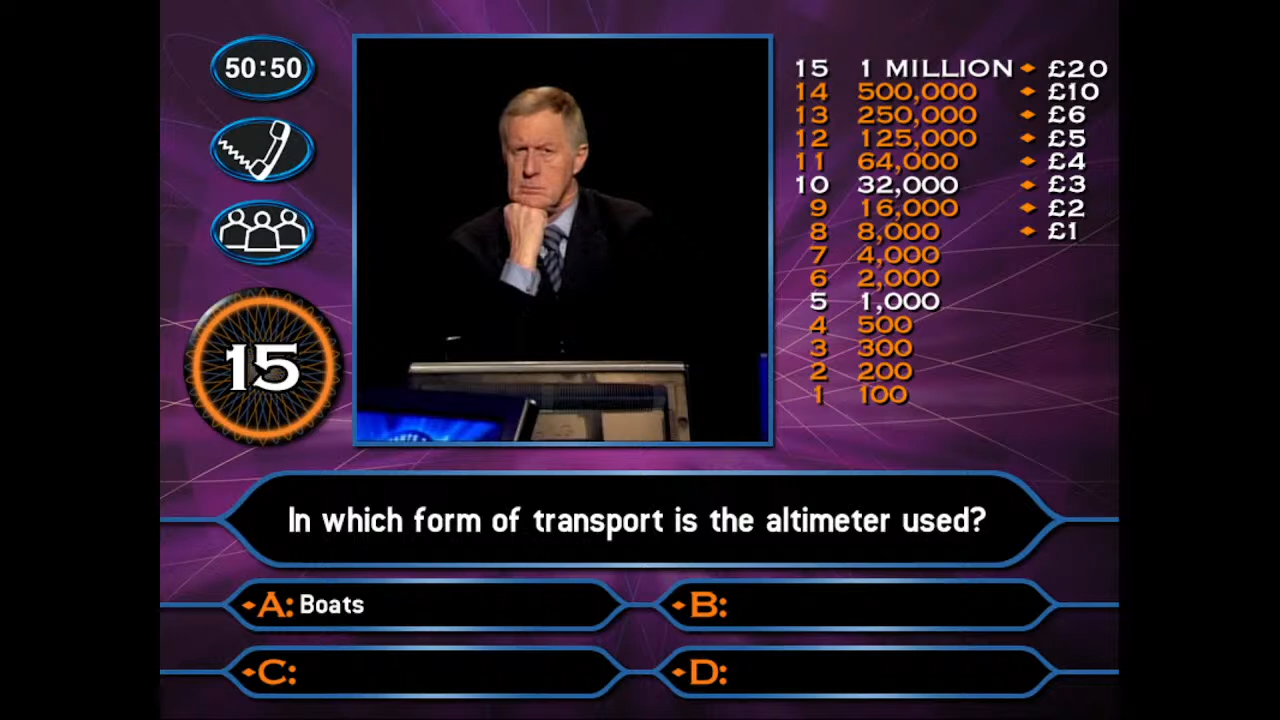 50:50
15
15 1 MILLION £20
14 500,000 £10
13 250,000 £6
12 125,000 £5
11 64,000 £4
10 32,000 £3
9 16,000 £2
8 8,000 £1
7 4,000
6 2,000
5 1,000
4 500
3 300
2 200
1 100
In which form of transport is the altimeter used?
A: Boats
B:
C:
D: